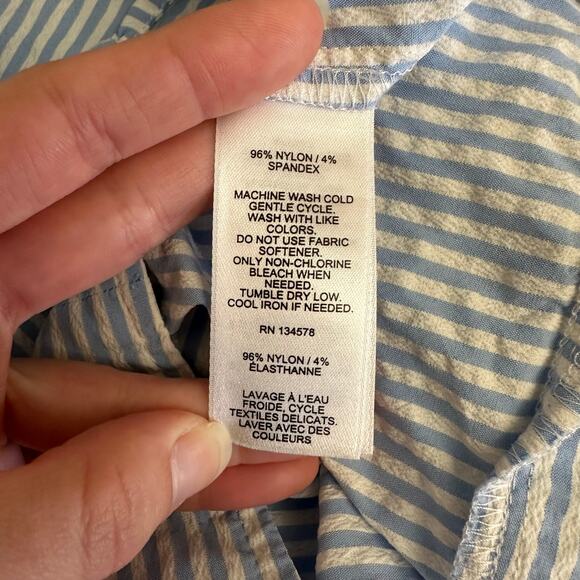 96% NYLON / 4%
SPANDEX
MACHINE WASH COLD
GENTLE CYCLE.
WASH WITH LIKE
COLORS.
DO NOT USE FABRIC
SOFTENER.
ONLY NON-CHLORINE
BLEACH WHEN
NEEDED.
TUMBLE DRY LOW.
COOL IRON IF NEEDED.
RN 134578
96% NYLON / 4%
ÉLASTHANNE
LAVAGE À L'EAU
FROIDE, CYCLE
TEXTILES DÉLICATS.
LAVER AVEC DES
COULEURS